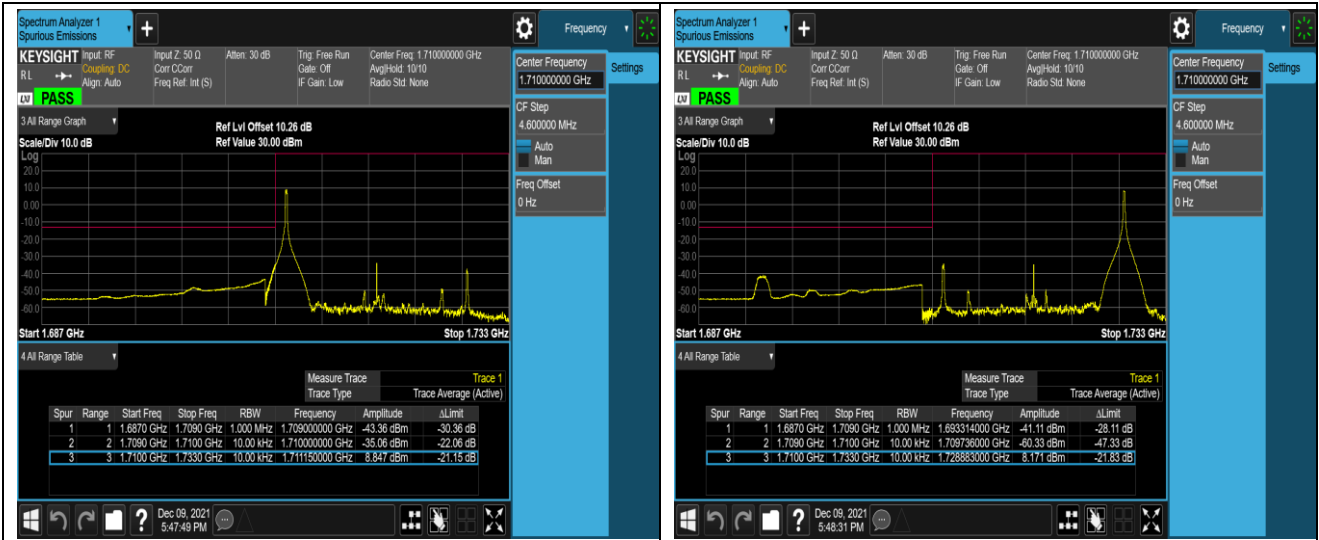 Spectrum Analyzer 1
Spurious Emissions
+
Frequency
KEYSIGHT Input: RF Input Z: 50 Ω Atten: 30 dB Trig: Free Run Center Freq: 1.710000000 GHz
RL Coupling: DC Corr CCorr Gate: Off Avg|Hold: 10/10
Align: Auto Freq Ref: Int (S) IF Gain: Low Radio Std: None
LXI PASS
Center Frequency
1.710000000 GHz
Settings
CF Step
4.600000 MHz
Auto
Man
Freq Offset
0 Hz
3 All Range Graph
Ref Lvl Offset 10.26 dB
Scale/Div 10.0 dB Ref Value 30.00 dBm
Log
20.0
10.0
0.00
-10.0
-20.0
-30.0
-40.0
-50.0
-60.0
Start 1.687 GHz Stop 1.733 GHz
4 All Range Table
Measure Trace Trace 1
Trace Type Trace Average (Active)
Spur Range Start Freq Stop Freq RBW Frequency Amplitude ΔLimit
1 1 1.6870 GHz 1.7090 GHz 1.000 MHz 1.709000000 GHz -43.36 dBm -30.36 dB
2 2 1.7090 GHz 1.7100 GHz 10.00 kHz 1.710000000 GHz -35.06 dBm -22.06 dB
3 3 1.7100 GHz 1.7330 GHz 10.00 kHz 1.711150000 GHz 8.847 dBm -21.15 dB
?
Dec 09, 2021
5:47:49 PM
Spectrum Analyzer 1
Spurious Emissions
+
Frequency
KEYSIGHT Input: RF Input Z: 50 Ω Atten: 30 dB Trig: Free Run Center Freq: 1.710000000 GHz
RL Coupling: DC Corr CCorr Gate: Off Avg|Hold: 10/10
Align: Auto Freq Ref: Int (S) IF Gain: Low Radio Std: None
LXI PASS
Center Frequency
1.710000000 GHz
Settings
CF Step
4.600000 MHz
Auto
Man
Freq Offset
0 Hz
3 All Range Graph
Ref Lvl Offset 10.26 dB
Scale/Div 10.0 dB Ref Value 30.00 dBm
Log
20.0
10.0
0.00
-10.0
-20.0
-30.0
-40.0
-50.0
-60.0
Start 1.687 GHz Stop 1.733 GHz
4 All Range Table
Measure Trace Trace 1
Trace Type Trace Average (Active)
Spur Range Start Freq Stop Freq RBW Frequency Amplitude ΔLimit
1 1 1.6870 GHz 1.7090 GHz 1.000 MHz 1.693314000 GHz -41.11 dBm -28.11 dB
2 2 1.7090 GHz 1.7100 GHz 10.00 kHz 1.709736000 GHz -60.33 dBm -47.33 dB
3 3 1.7100 GHz 1.7330 GHz 10.00 kHz 1.728883000 GHz 8.171 dBm -21.83 dB
?
Dec 09, 2021
5:48:31 PM